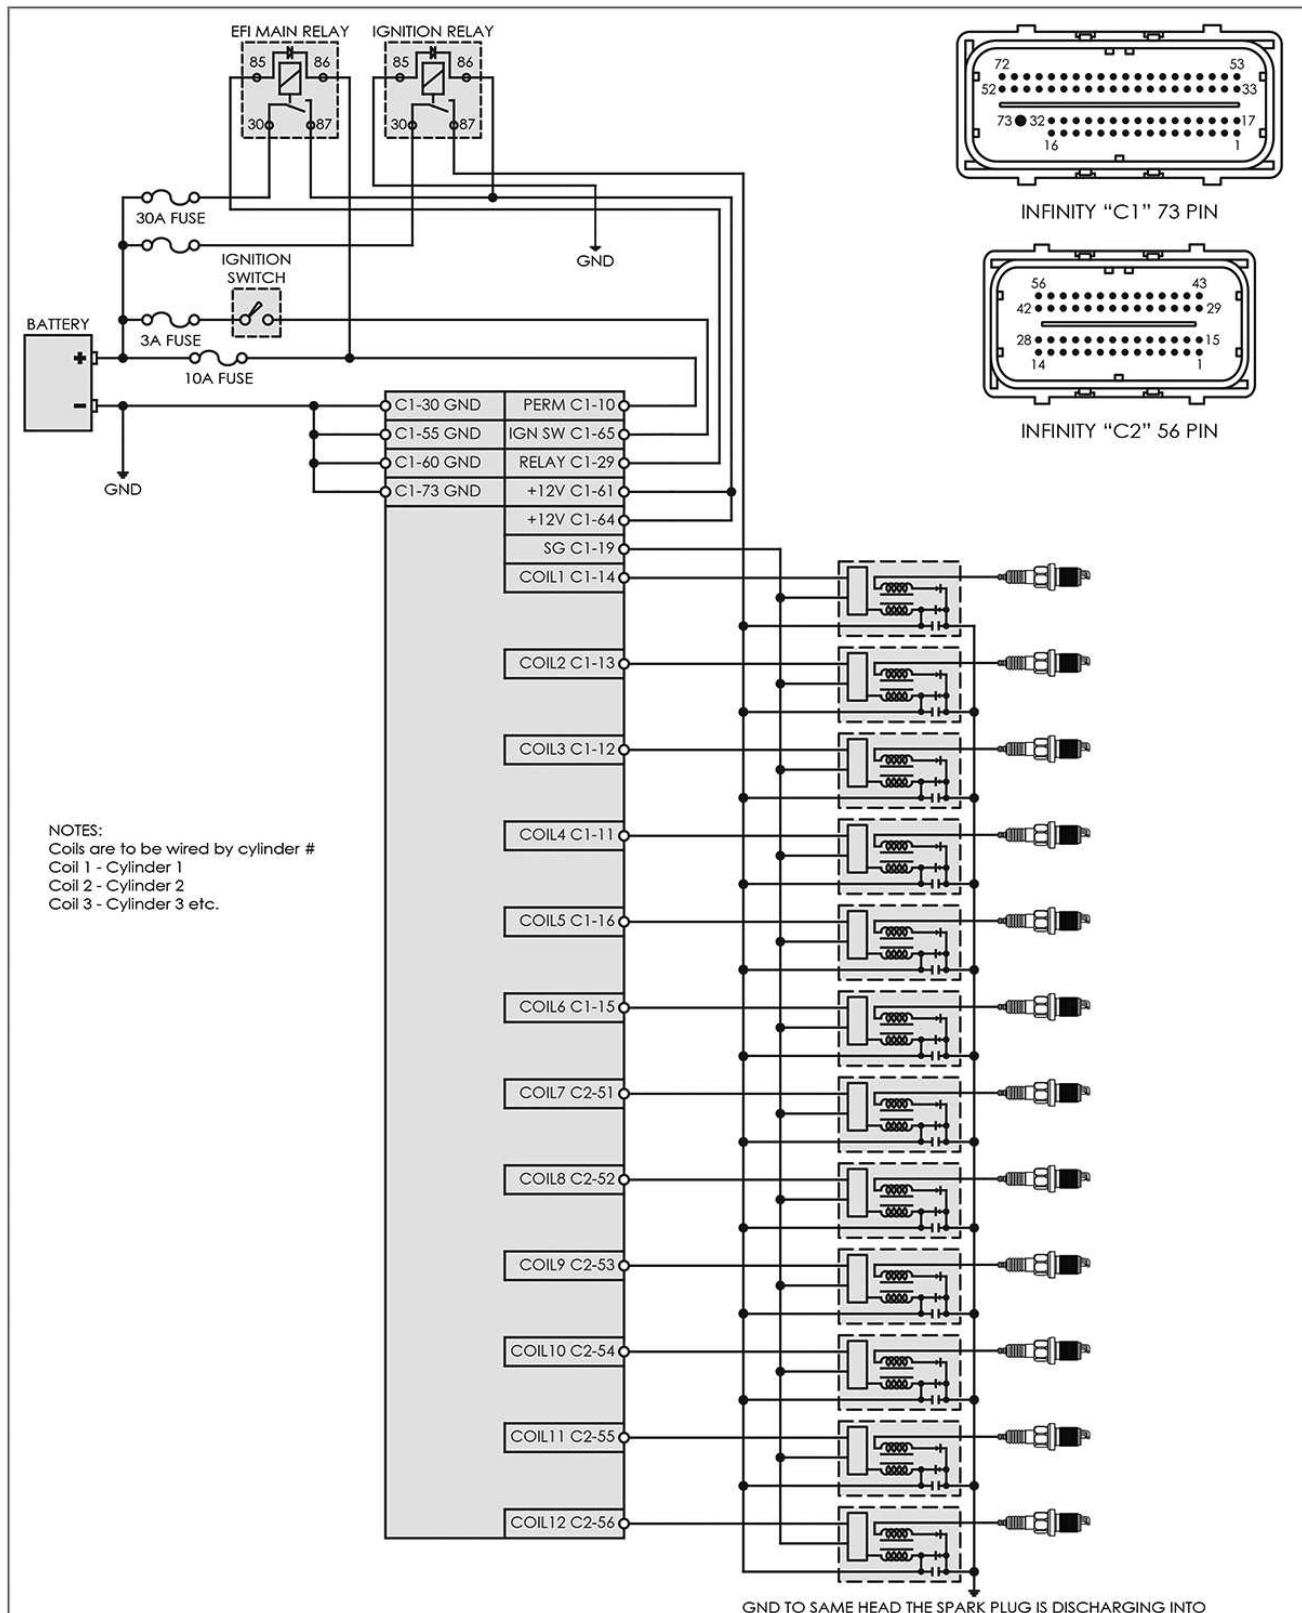 EFI MAIN RELAY
IGNITION RELAY
85
86
30
87
85
86
30
87
72
53
52
33
73
32
17
16
1
INFINITY “C1” 73 PIN
30A FUSE
GND
IGNITION
SWITCH
3A FUSE
BATTERY
+
-
10A FUSE
GND
56
43
42
29
28
15
14
1
INFINITY “C2” 56 PIN
C1-30 GND
PERM C1-10
C1-55 GND
IGN SW C1-65
C1-60 GND
RELAY C1-29
C1-73 GND
+12V C1-61
+12V C1-64
SG C1-19
COIL1 C1-14
COIL2 C1-13
COIL3 C1-12
COIL4 C1-11
COIL5 C1-16
COIL6 C1-15
COIL7 C2-51
COIL8 C2-52
COIL9 C2-53
COIL10 C2-54
COIL11 C2-55
COIL12 C2-56
NOTES:
Coils are to be wired by cylinder #
Coil 1 - Cylinder 1
Coil 2 - Cylinder 2
Coil 3 - Cylinder 3 etc.
GND TO SAME HEAD THE SPARK PLUG IS DISCHARGING INTO